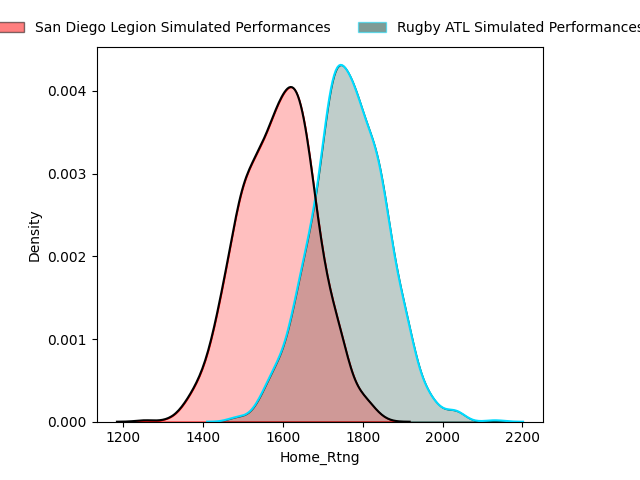 San Diego Legion Simulated Performances Rugby ATL Simulated Performances
0.004
0.003
0.002
0.001
0.000
Density
1200 1400 1600 1800 2000 2200
Home_Rtng